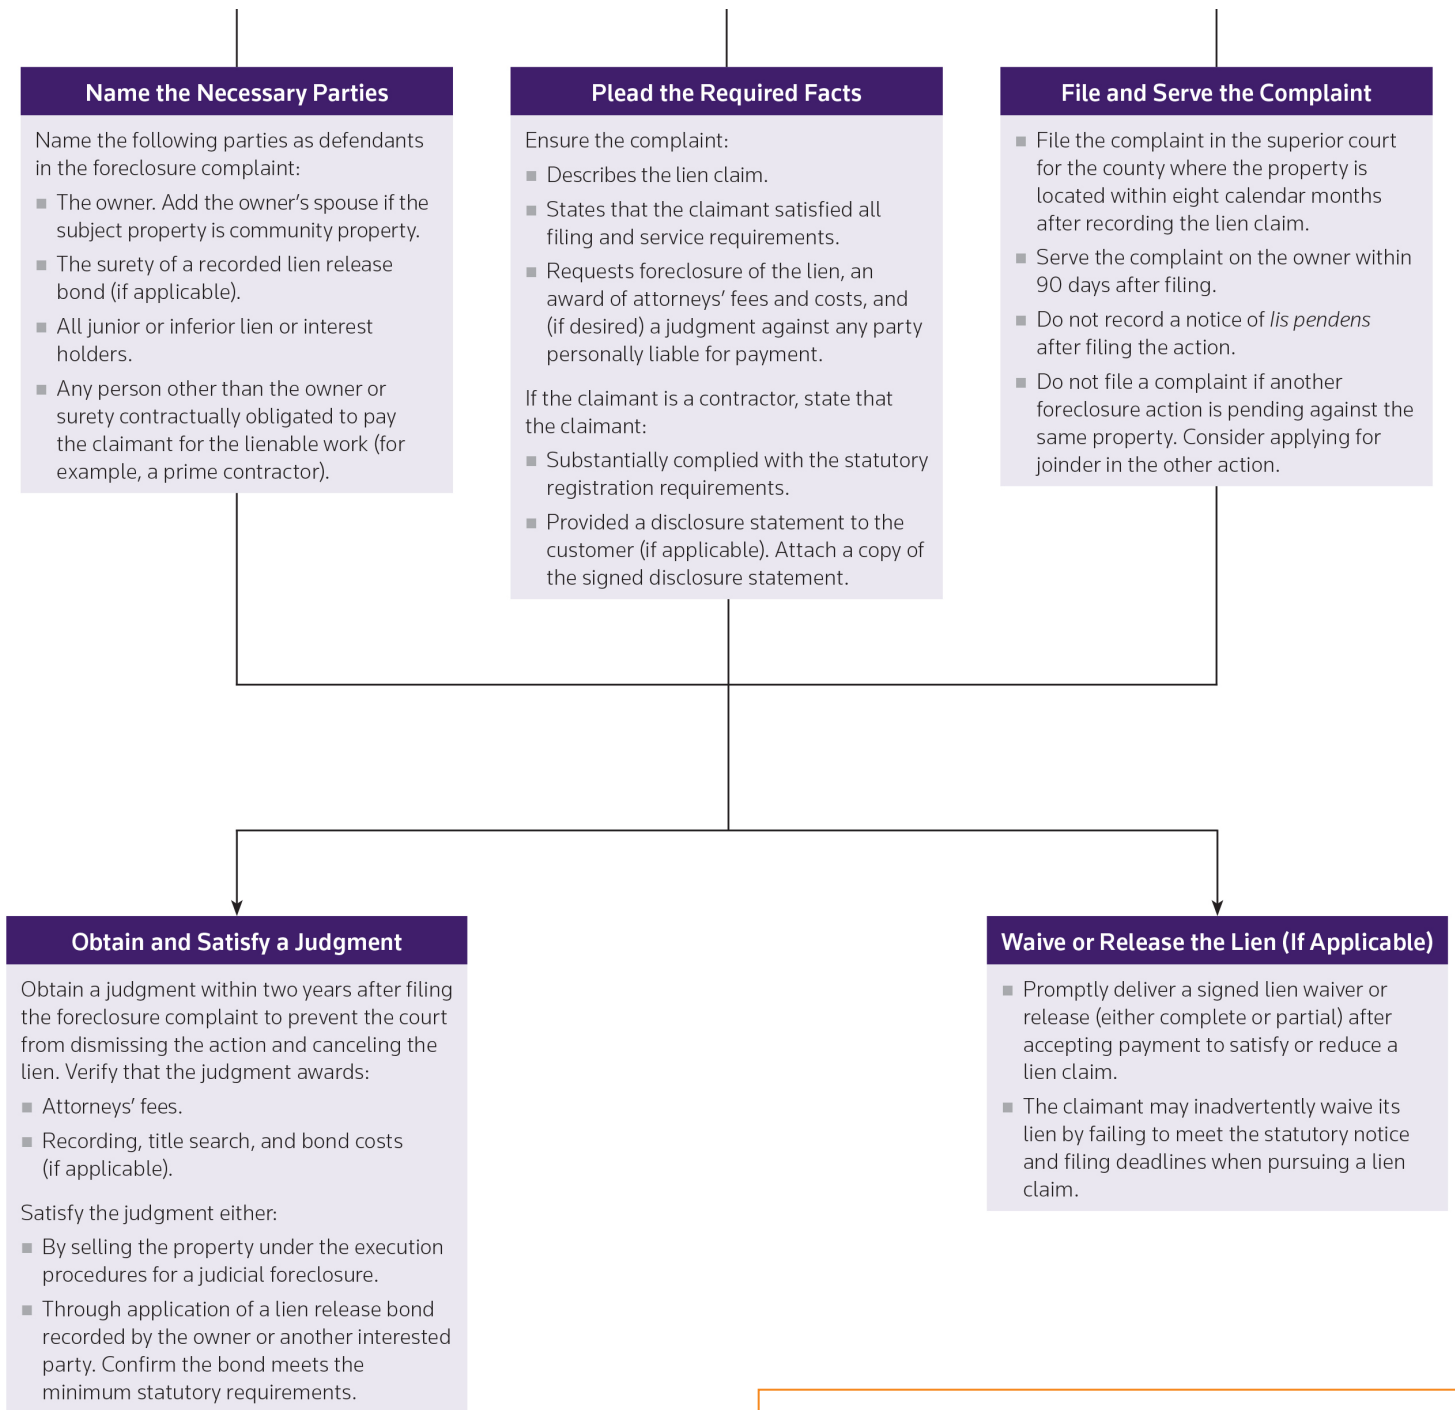 Name the Necessary Parties
Name the following parties as defendants
in the foreclosure complaint:
■ The owner. Add the owner’s spouse if the
subject property is community property.
■ The surety of a recorded lien release
bond (if applicable).
■ All junior or inferior lien or interest
holders.
■ Any person other than the owner or
surety contractually obligated to pay
the claimant for the lienable work (for
example, a prime contractor).
Plead the Required Facts
Ensure the complaint:
■ Describes the lien claim.
■ States that the claimant satisfied all
filing and service requirements.
■ Requests foreclosure of the lien, an
award of attorneys’ fees and costs, and
(if desired) a judgment against any party
personally liable for payment.
If the claimant is a contractor, state that
the claimant:
■ Substantially complied with the statutory
registration requirements.
■ Provided a disclosure statement to the
customer (if applicable). Attach a copy of
the signed disclosure statement.
File and Serve the Complaint
■ File the complaint in the superior court
for the county where the property is
located within eight calendar months
after recording the lien claim.
■ Serve the complaint on the owner within
90 days after filing.
■ Do not record a notice of lis pendens
after filing the action.
■ Do not file a complaint if another
foreclosure action is pending against the
same property. Consider applying for
joinder in the other action.
Obtain and Satisfy a Judgment
Obtain a judgment within two years after filing
the foreclosure complaint to prevent the court
from dismissing the action and canceling the
lien. Verify that the judgment awards:
■ Attorneys’ fees.
■ Recording, title search, and bond costs
(if applicable).
Satisfy the judgment either:
■ By selling the property under the execution
procedures for a judicial foreclosure.
■ Through application of a lien release bond
recorded by the owner or another interested
party. Confirm the bond meets the
minimum statutory requirements.
Waive or Release the Lien (If Applicable)
■ Promptly deliver a signed lien waiver or
release (either complete or partial) after
accepting payment to satisfy or reduce a
lien claim.
■ The claimant may inadvertently waive its
lien by failing to meet the statutory notice
and filing deadlines when pursuing a lien
claim.